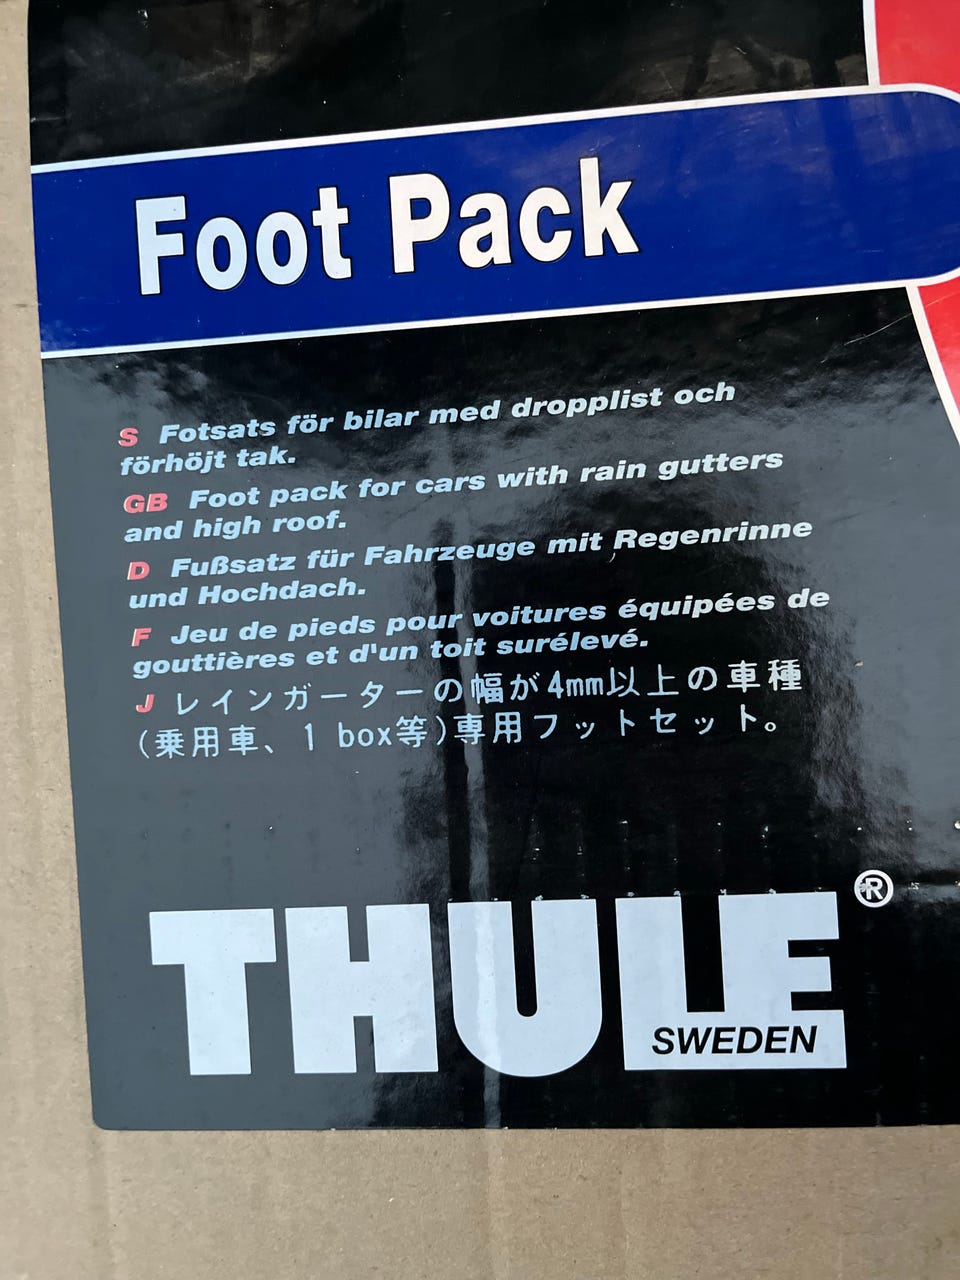 Foot Pack
S Fotsats för bilar med dropplist och
förhöjt tak.
GB Foot pack for cars with rain gutters
and high roof.
D Fußsatz für Fahrzeuge mit Regenrinne
und Hochdach.
F Jeu de pieds pour voitures équipées de
gouttières et d'un toit surélevé.
J レインガーターの幅が4mm以上の車種
(乗用車、1 box等)専用フットセット。
THULE®
SWEDEN